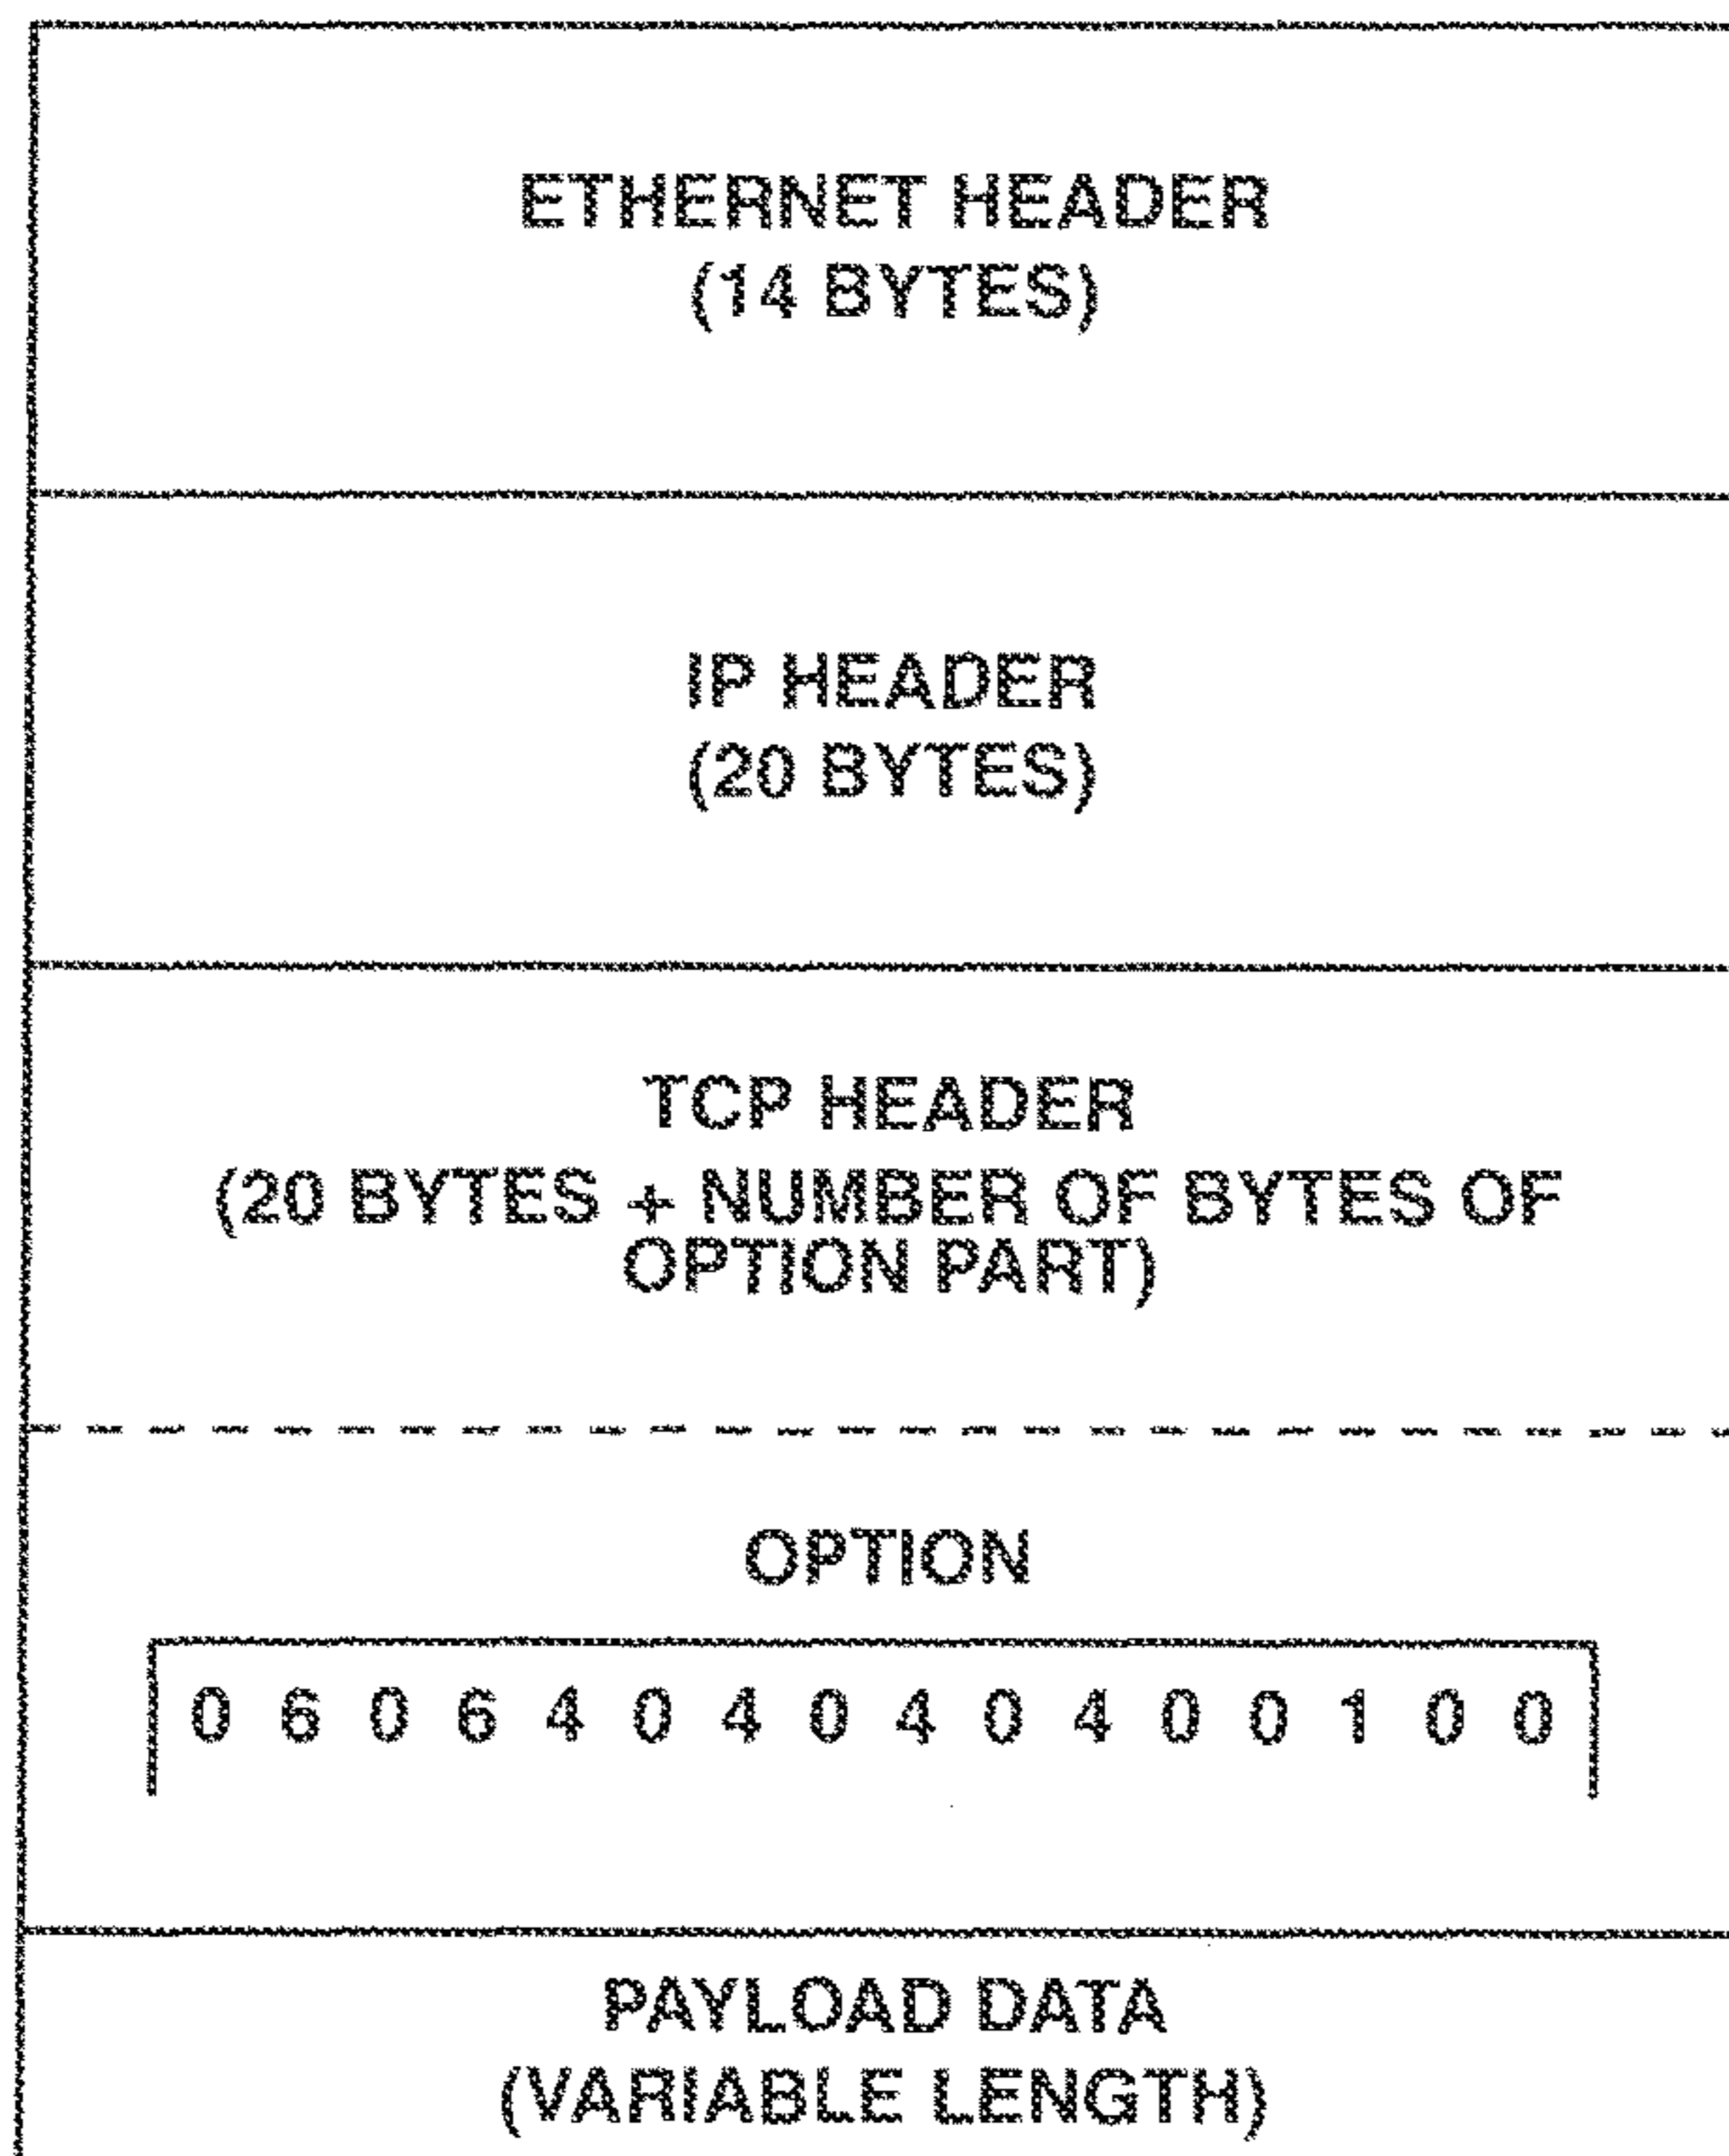 ETHERNET HEADER
(14 BYTES)
IP HEADER
(20 BYTES)
TCP HEADER
(20 BYTES + NUMBER OF BYTES OF
OPTION PART)
OPTION
0 6 0 6 4 0 4 0 4 0 4 0 0 1 0 0
PAYLOAD DATA
(VARIABLE LENGTH)